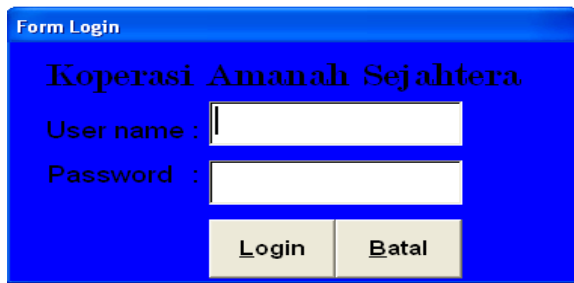 Form Login
Koperasi Amanah Sejahtera
User name :
Password :
Login Batal